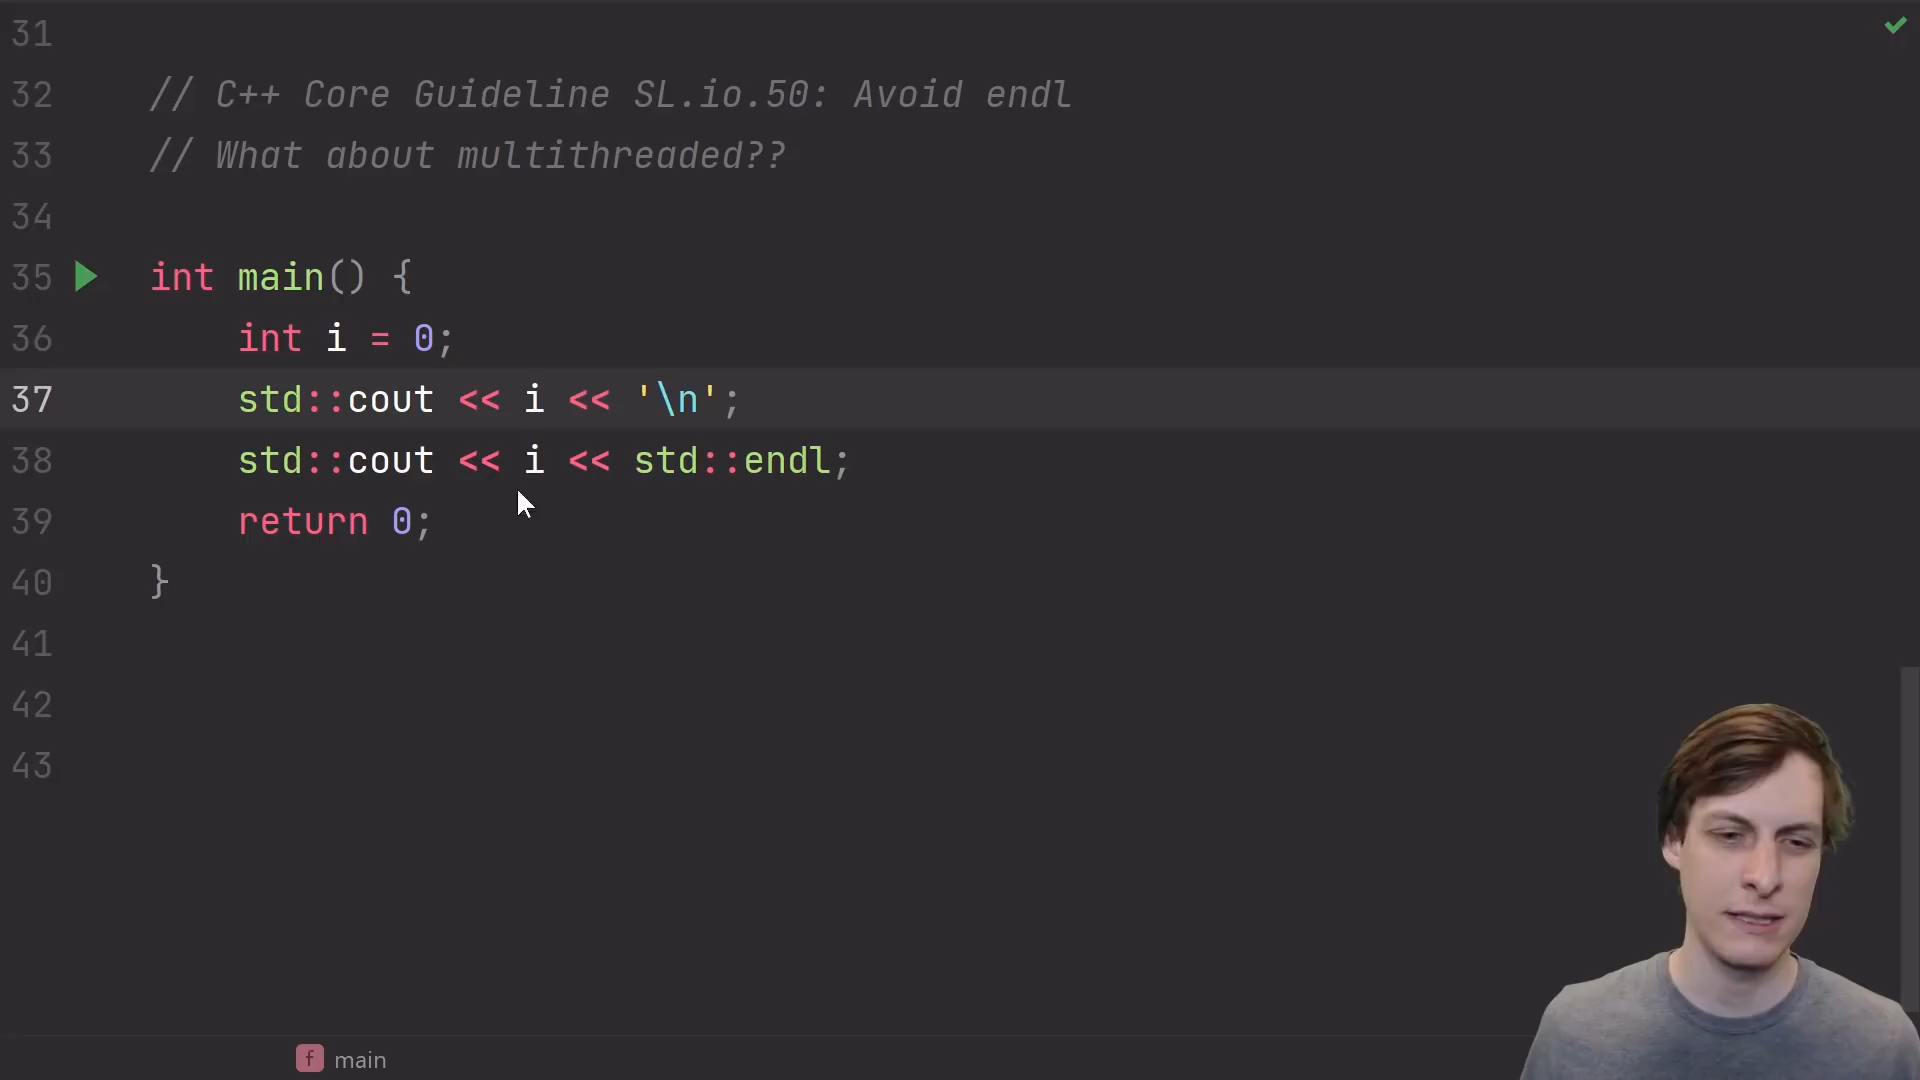 31
32 // C++ Core Guideline SL.io.50: Avoid endl
33 // What about multithreaded??
34
35 int main() {
36     int i = 0;
37     std::cout << i << '\n';
38     std::cout << i << std::endl;
39     return 0;
40 }
41
42
43
f main